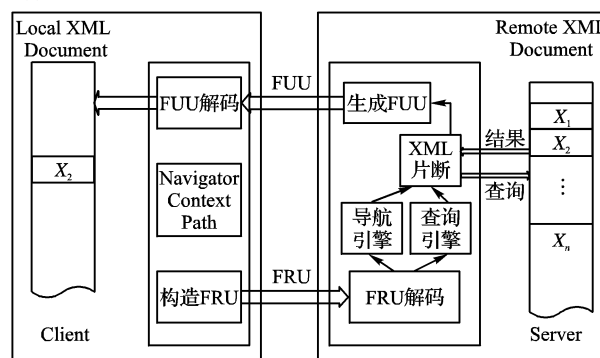 Local XML
Document
X2
Client
FUU解码
Navigator
Context
Path
构造FRU
FUU
FRU
生成FUU
XML
片断
导航
引擎
查询
引擎
FRU解码
结果
查询
Remote XML
Document
X1
X2
⋮
Xn
Server